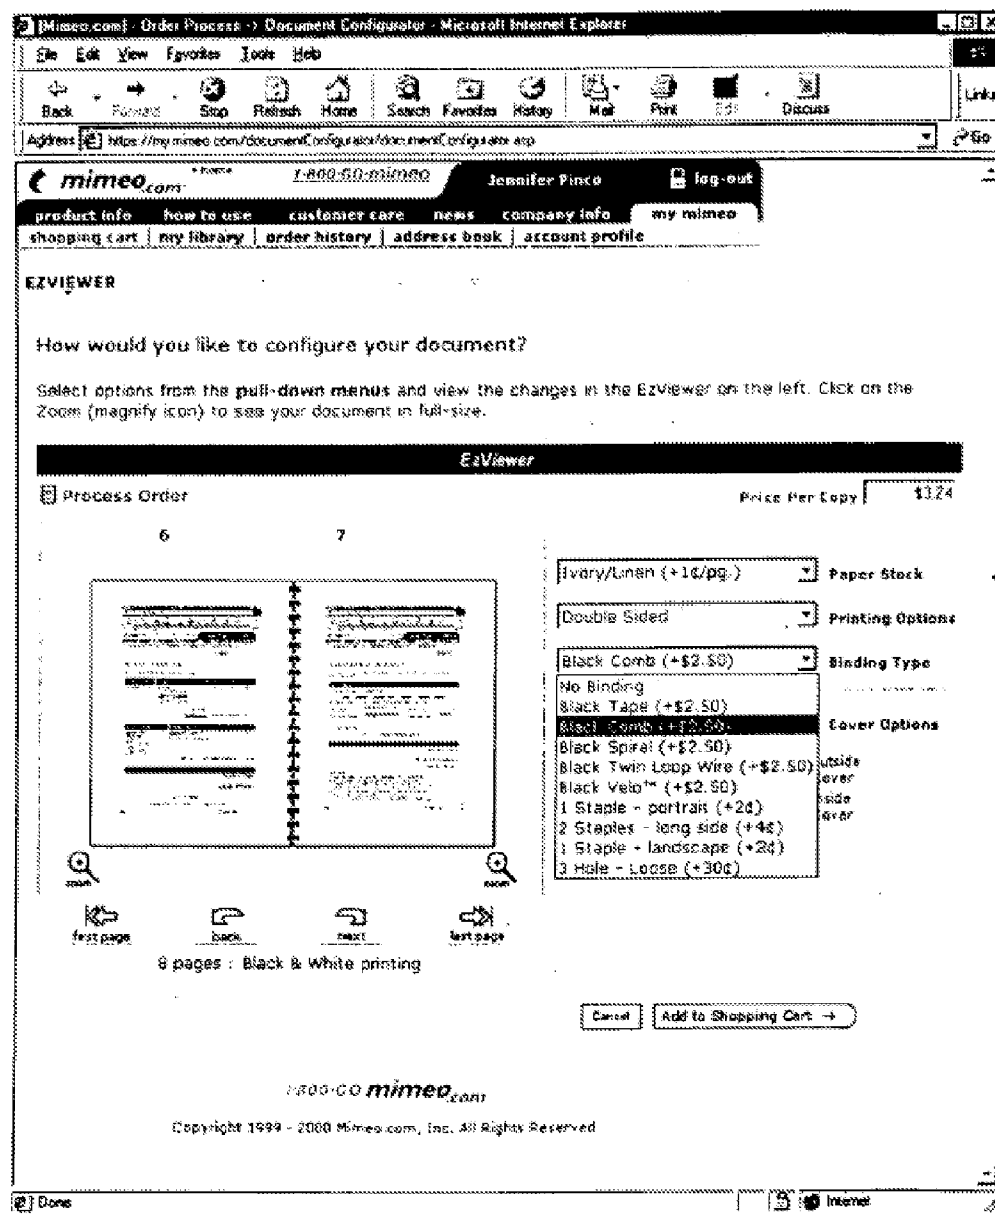 [Mimeo.com] - Order Process -> Document Configurator - Microsoft Internet Explorer
File Edit View Favorites Tools Help
Back Forward Stop Refresh Home Search Favorites History Mail Print Edit Discuss Links
Address https://my.mimeo.com/documentConfigurator/documentConfigurator.asp Go
mimeo.com home 1-800-GO-mimeo Jennifer Pinco log-out
product info how to use customer care news company info my mimeo
shopping cart | my library | order history | address book | account profile
EZVIEWER
How would you like to configure your document?
Select options from the pull-down menus and view the changes in the EzViewer on the left. Click on the
Zoom (magnify icon) to see your document in full-size.
EzViewer
Process Order Price Per Copy $3.24
6 7
Ivory/Linen (+1¢/pg.) Paper Stock
Double Sided Printing Options
Black Comb (+$2.50) Binding Type
No Binding
Black Tape (+$2.50)
Black Comb (+$2.50) Cover Options
Black Spiral (+$2.50)
Black Twin Loop Wire (+$2.50) utside
Black Velo™ (+$2.50) over
1 Staple - portrait (+2¢) side
2 Staples - long side (+4¢) over
1 Staple - landscape (+2¢)
3 Hole - Loose (+30¢)
zoom zoom
first page back next last page
8 pages : Black & White printing
Cancel Add to Shopping Cart →
1-800-GO mimeo.com
Copyright 1999 - 2000 Mimeo.com, Inc. All Rights Reserved
Done Internet